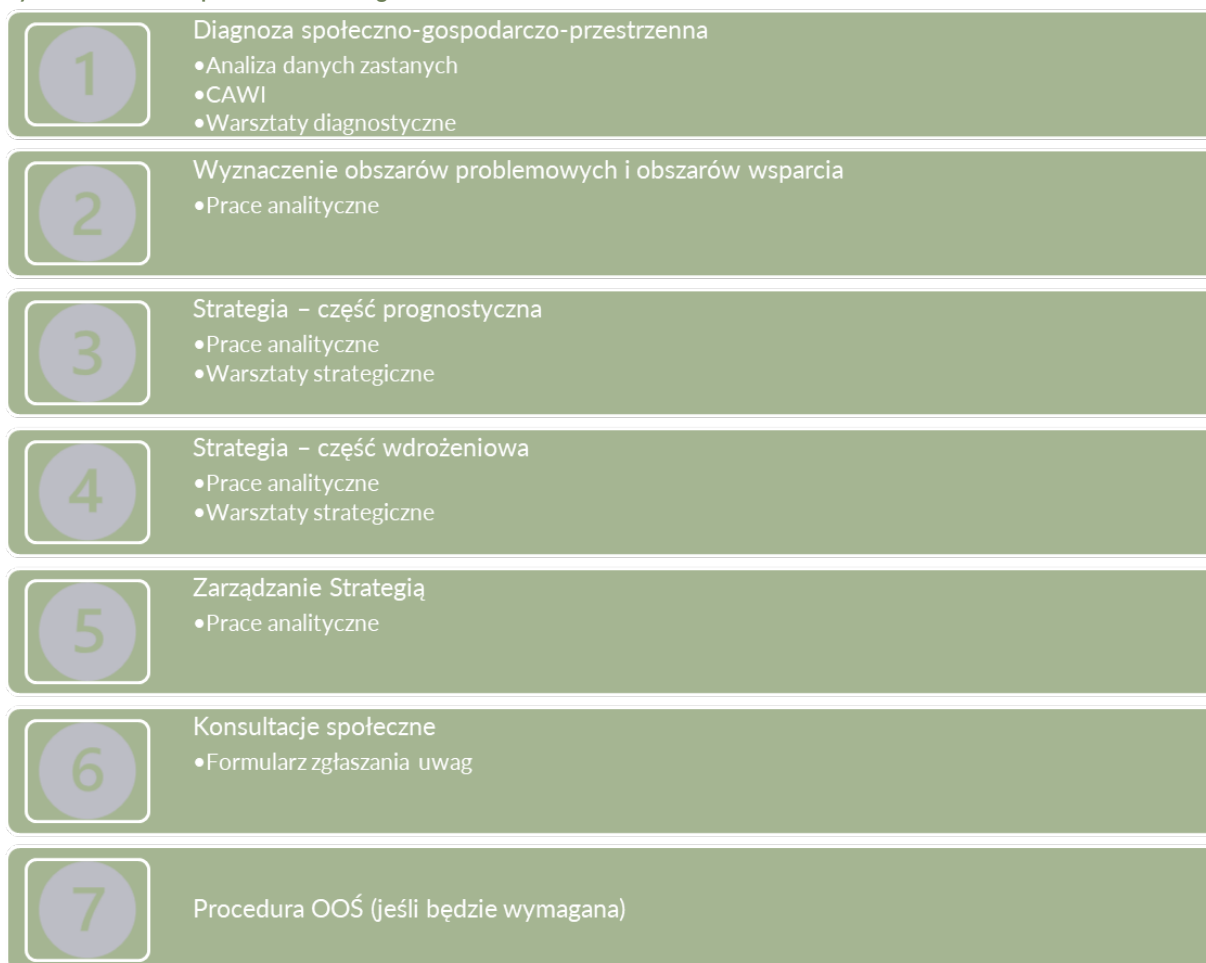 1
Diagnoza społeczno-gospodarczo-przestrzenna
•Analiza danych zastanych
•CAWI
•Warsztaty diagnostyczne
2
Wyznaczenie obszarów problemowych i obszarów wsparcia
•Prace analityczne
3
Strategia – część prognostyczna
•Prace analityczne
•Warsztaty strategiczne
4
Strategia – część wdrożeniowa
•Prace analityczne
•Warsztaty strategiczne
5
Zarządzanie Strategią
•Prace analityczne
6
Konsultacje społeczne
•Formularz zgłaszania uwag
7
Procedura OOŚ (jeśli będzie wymagana)